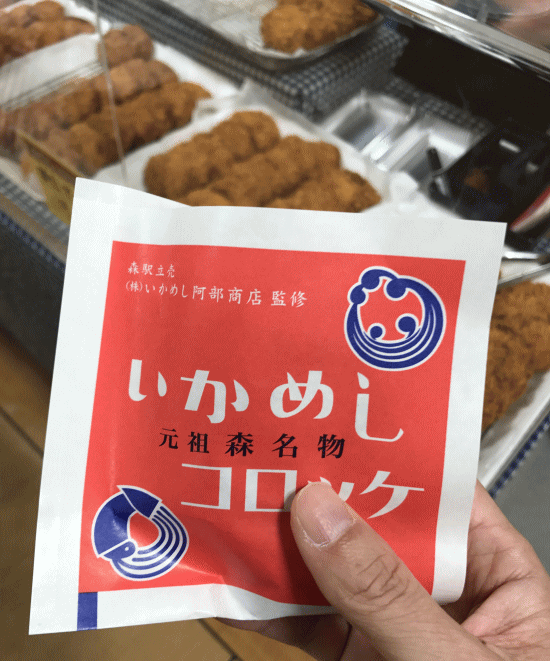 森駅立売
(株)いかめし阿部商店 監修
いかめし
元祖森名物
コロッケ